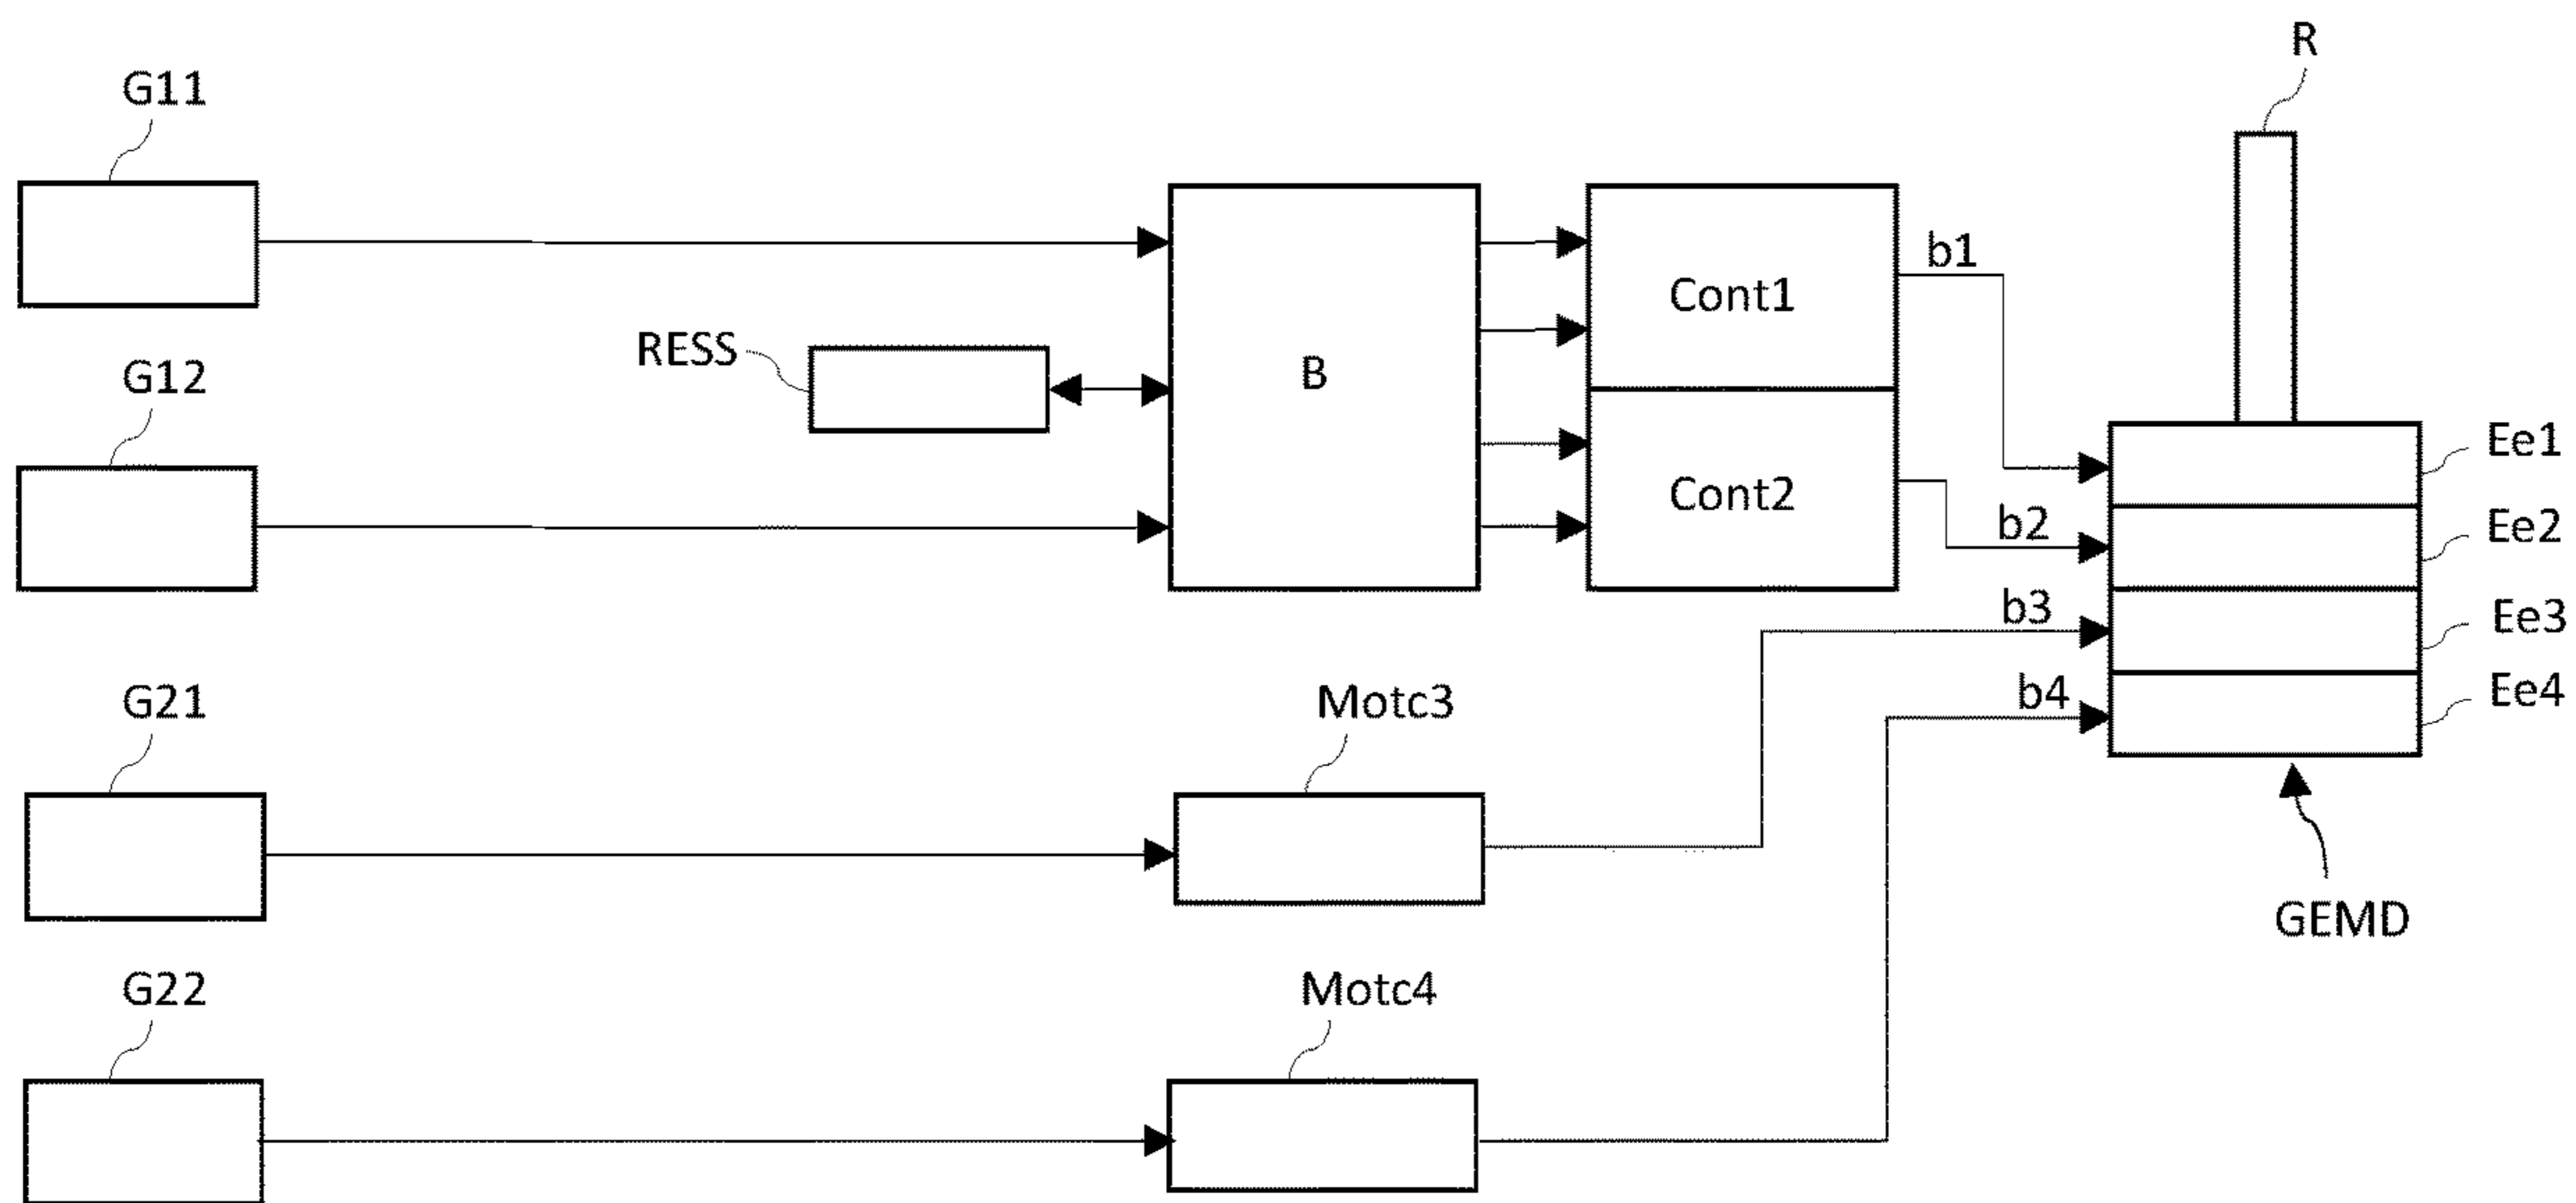 R
G11
b1
Cont1
RESS
B
G12
Ee1
Cont2
b2
Ee2
b3
Ee3
G21
Motc3
b4
Ee4
GEMD
G22
Motc4